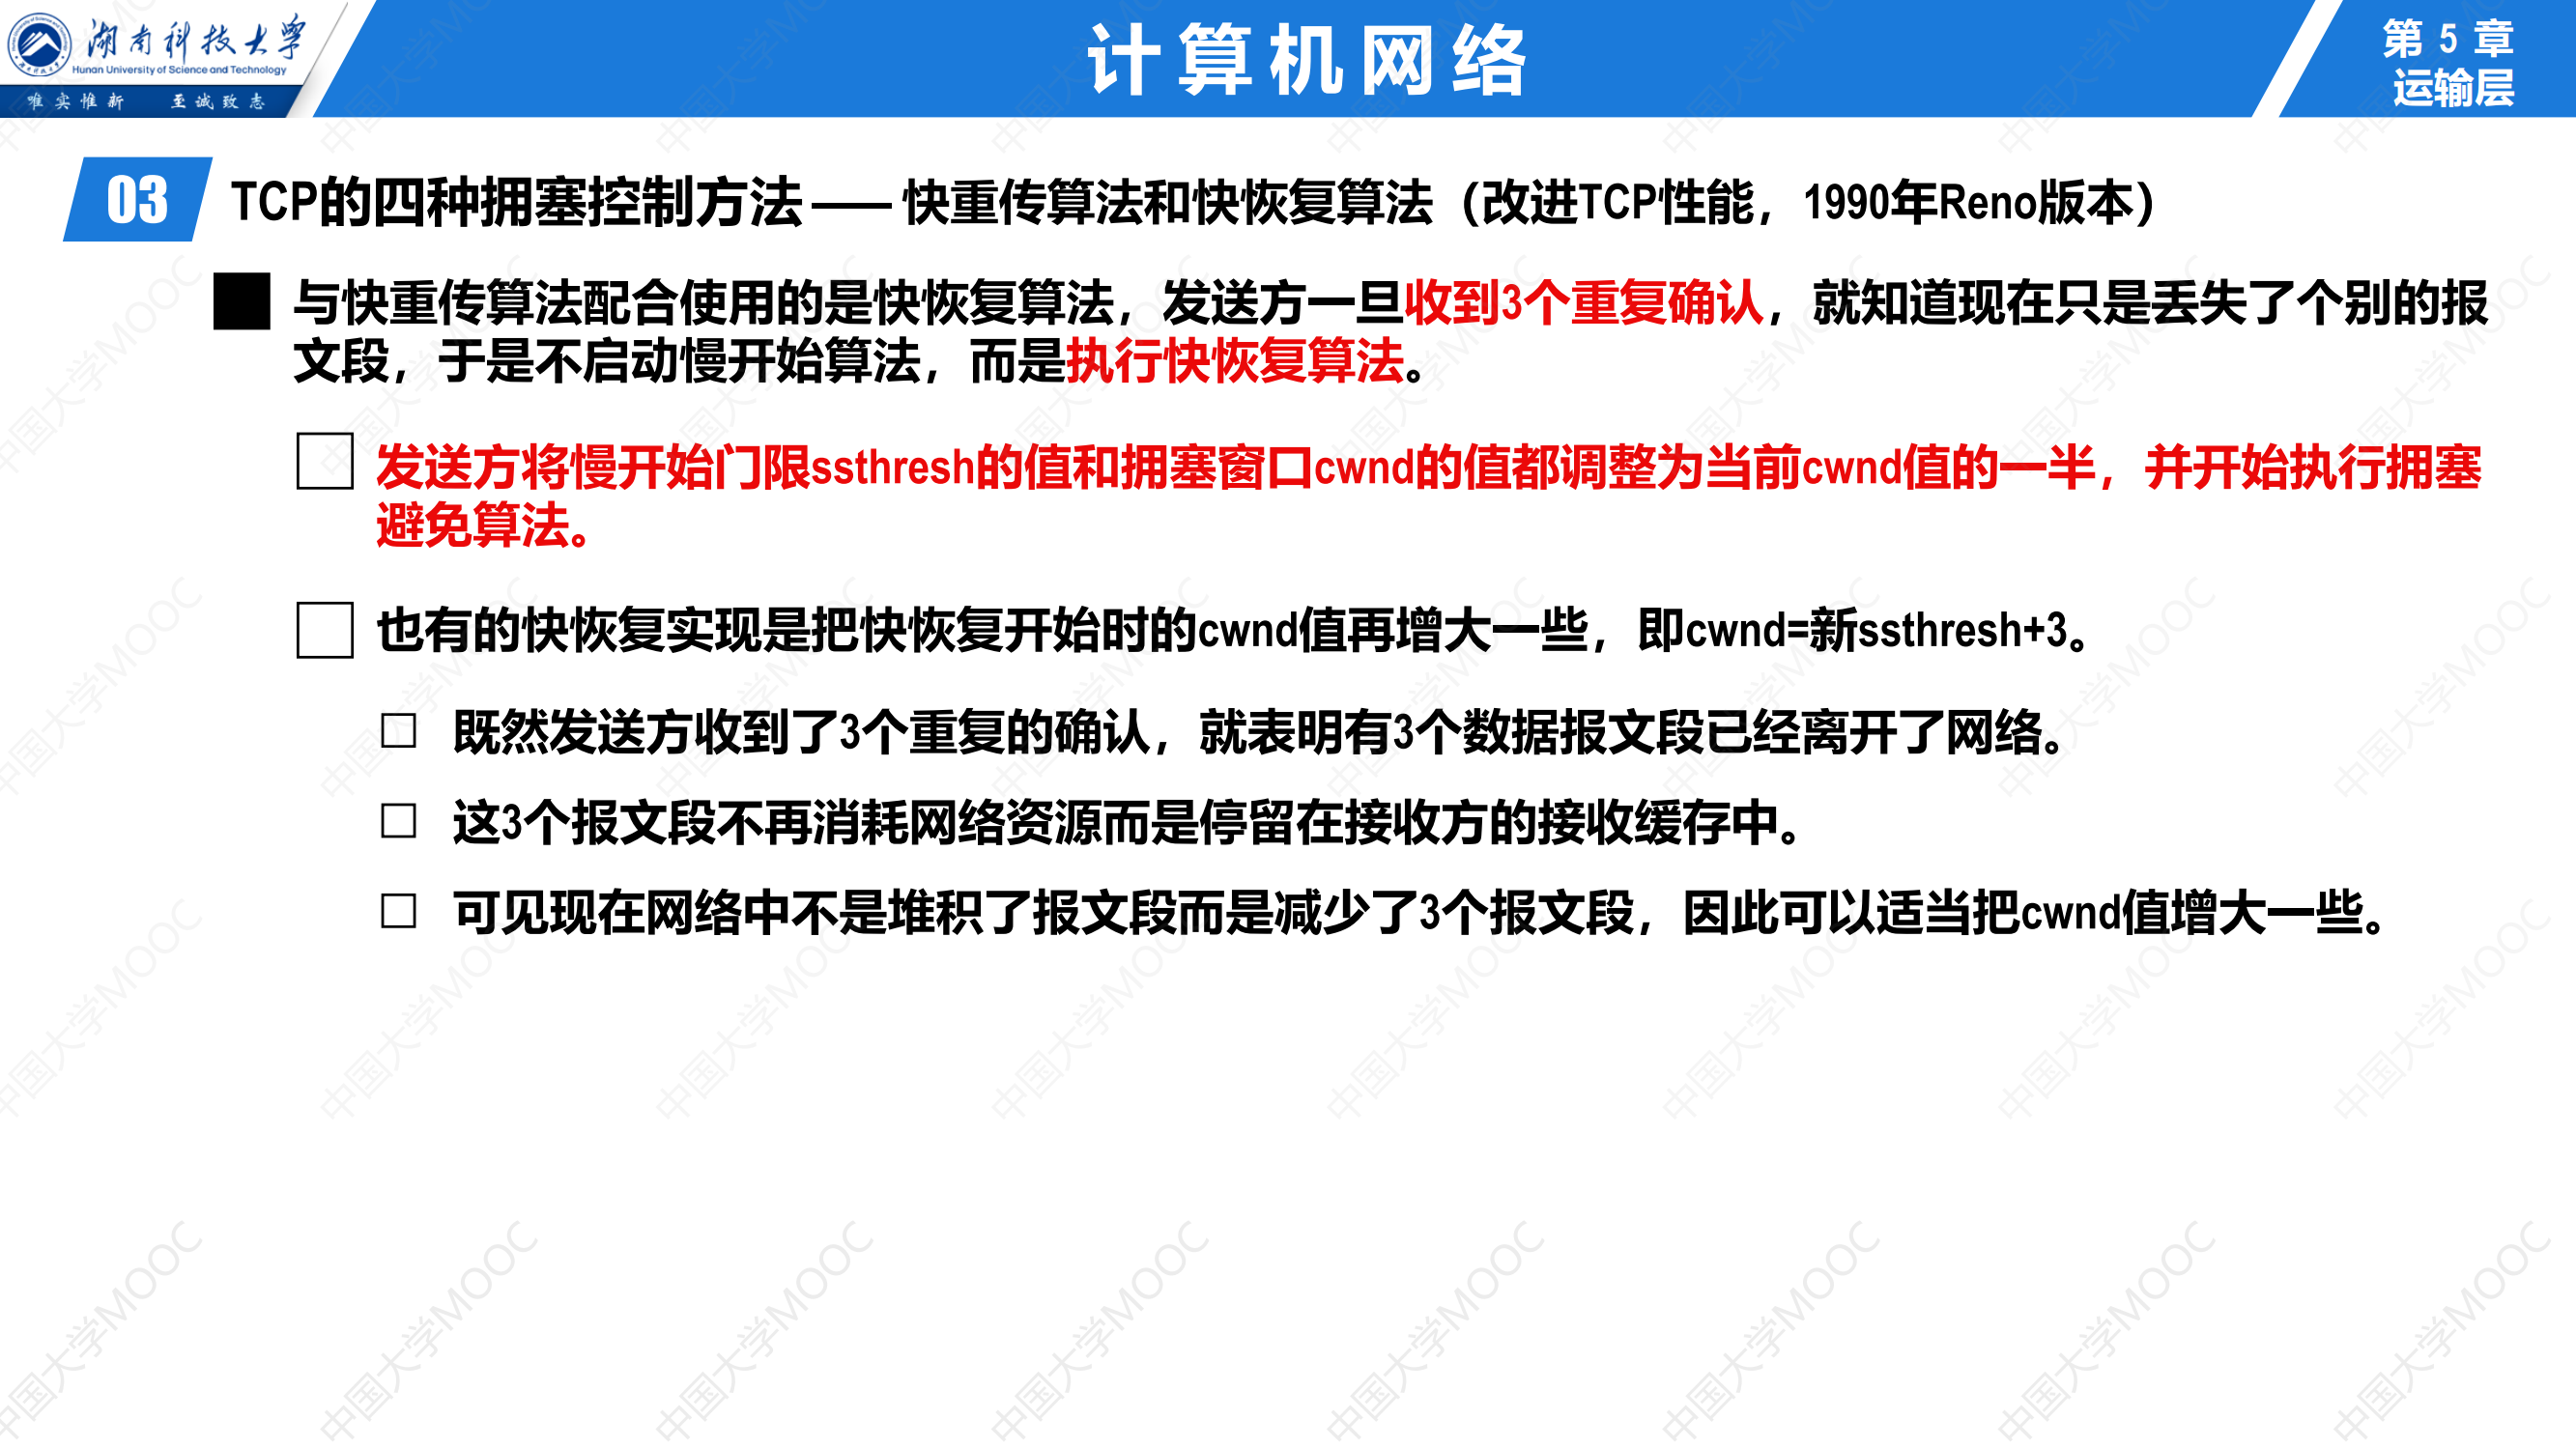 湖南科技大学
Hunan University of Science and Technology
唯实惟新 至诚致志
计算机网络
第 5 章
运输层
03 TCP的四种拥塞控制方法 —— 快重传算法和快恢复算法（改进TCP性能，1990年Reno版本）
与快重传算法配合使用的是快恢复算法，发送方一旦收到3个重复确认，就知道现在只是丢失了个别的报
文段，于是不启动慢开始算法，而是执行快恢复算法。
发送方将慢开始门限ssthresh的值和拥塞窗口cwnd的值都调整为当前cwnd值的一半，并开始执行拥塞
避免算法。
也有的快恢复实现是把快恢复开始时的cwnd值再增大一些，即cwnd=新ssthresh+3。
既然发送方收到了3个重复的确认，就表明有3个数据报文段已经离开了网络。
这3个报文段不再消耗网络资源而是停留在接收方的接收缓存中。
可见现在网络中不是堆积了报文段而是减少了3个报文段，因此可以适当把cwnd值增大一些。
中国大学MOOC